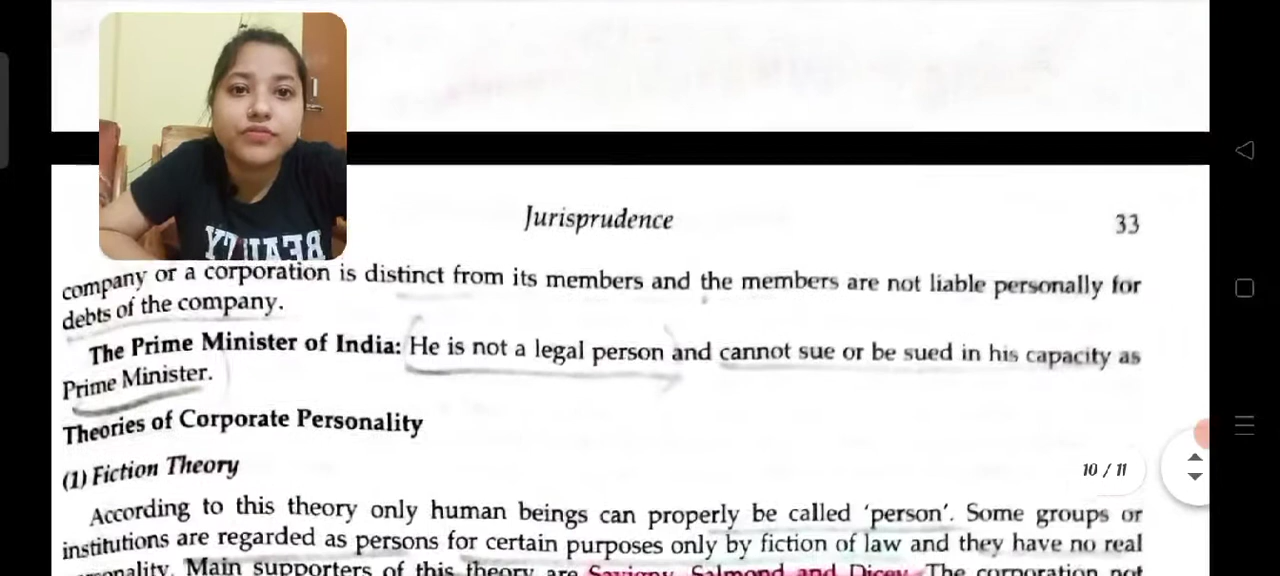 Jurisprudence
33
company or a corporation is distinct from its members and the members are not liable personally for
debts of the company.
The Prime Minister of India: He is not a legal person and cannot sue or be sued in his capacity as
Prime Minister.
Theories of Corporate Personality
(1) Fiction Theory
According to this theory only human beings can properly be called ‘person’. Some groups or
institutions are regarded as persons for certain purposes only by fiction of law and they have no real
Main supporters of this theory are Savigny, Salmond and Dicey. The corporation not
10 / 11